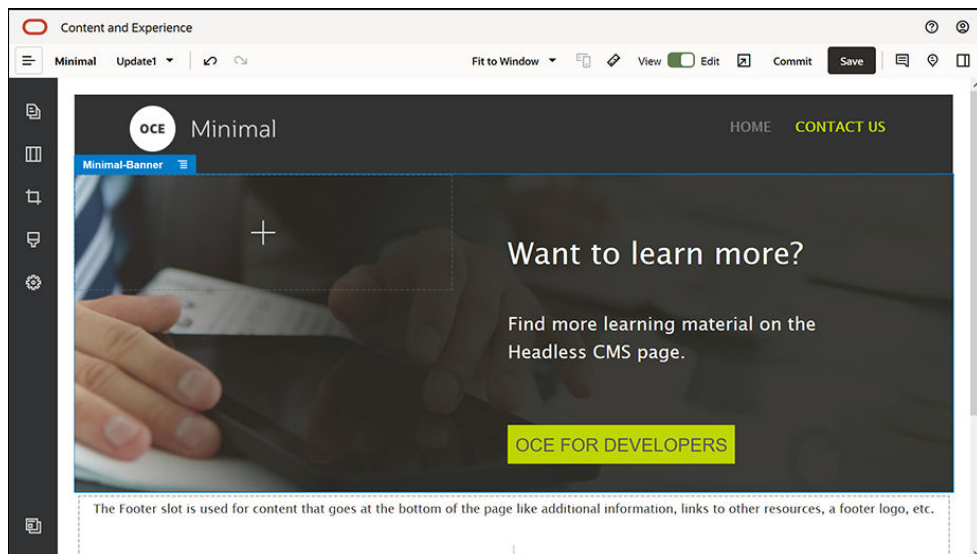 Content and Experience
Minimal Update1 Fit to Window View Edit Commit Save
OCE Minimal HOME CONTACT US
Minimal-Banner
Want to learn more?
Find more learning material on the
Headless CMS page.
OCE FOR DEVELOPERS
The Footer slot is used for content that goes at the bottom of the page like additional information, links to other resources, a footer logo, etc.